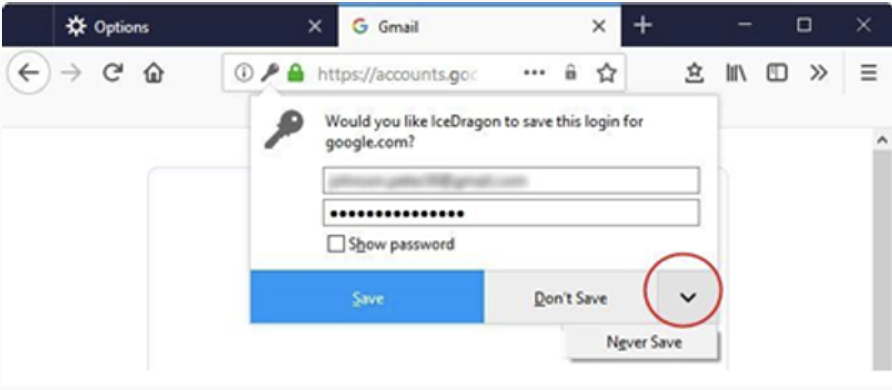 Options
Gmail
https://accounts.goo
Would you like IceDragon to save this login for
google.com?
Show password
Save
Don't Save
Never Save